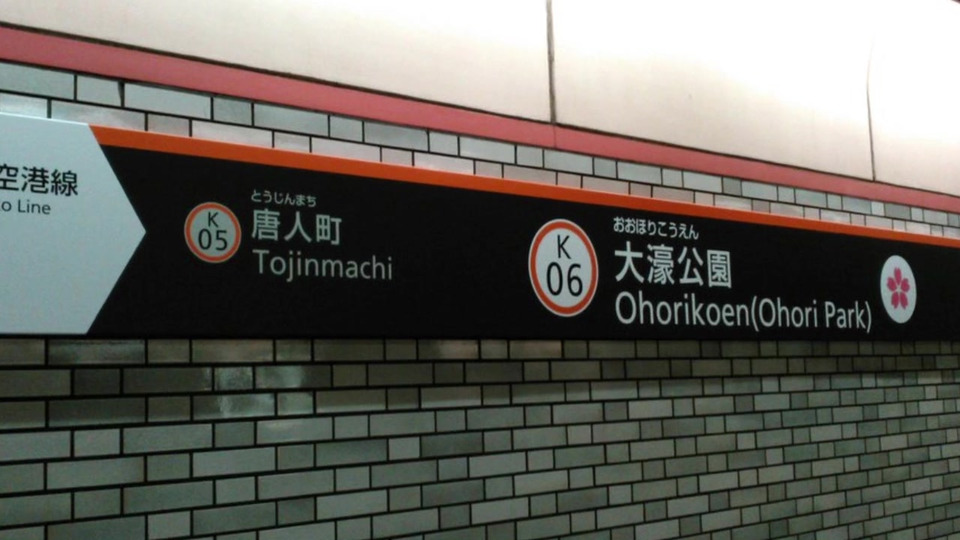 空港線
o Line
K
05
とうじんまち
唐人町
Tojinmachi
K
06
おおほりこうえん
大濠公園
Ohorikoen(Ohori Park)